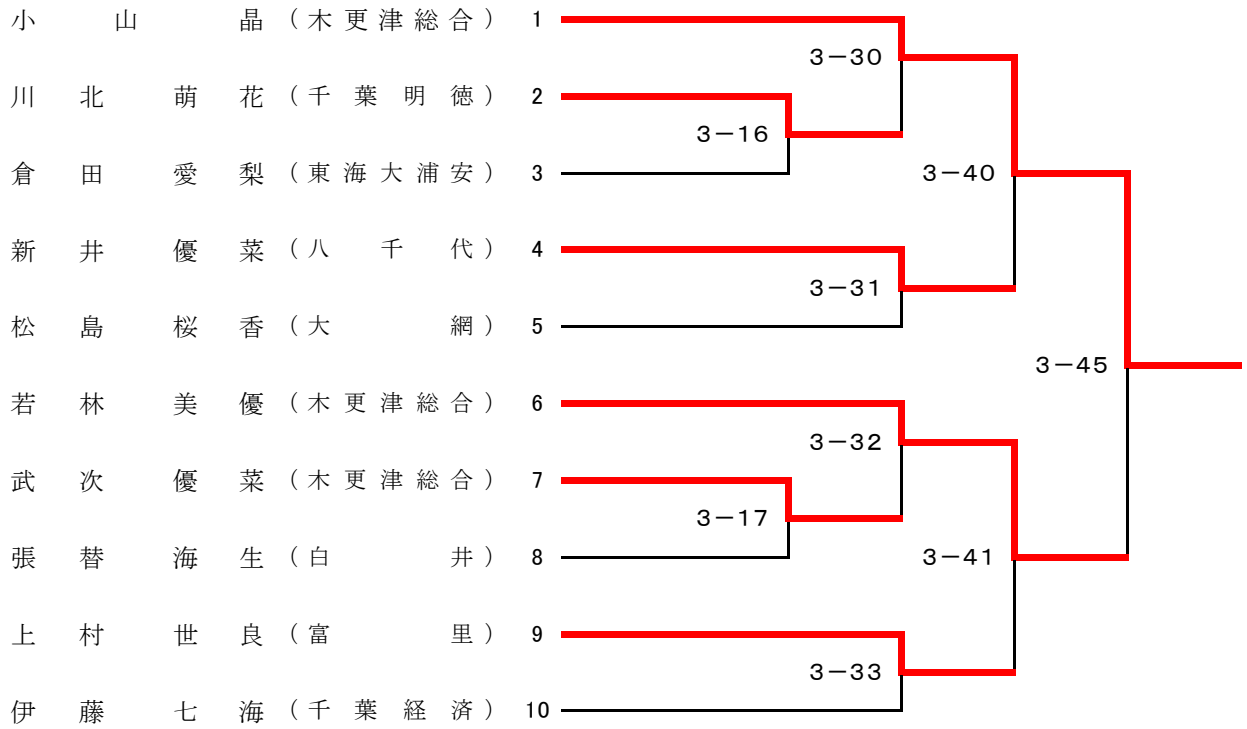 小山晶（木更津総合） 1
3－30
川北萌花（千葉明徳） 2
3－16
倉田愛梨（東海大浦安） 3
3－40
新井優菜（八千代） 4
3－31
松島桜香（大網） 5
3－45
若林美優（木更津総合） 6
3－32
武次優菜（木更津総合） 7
3－17
張替海生（白井） 8
3－41
上村世良（富里） 9
3－33
伊藤七海（千葉経済） 10